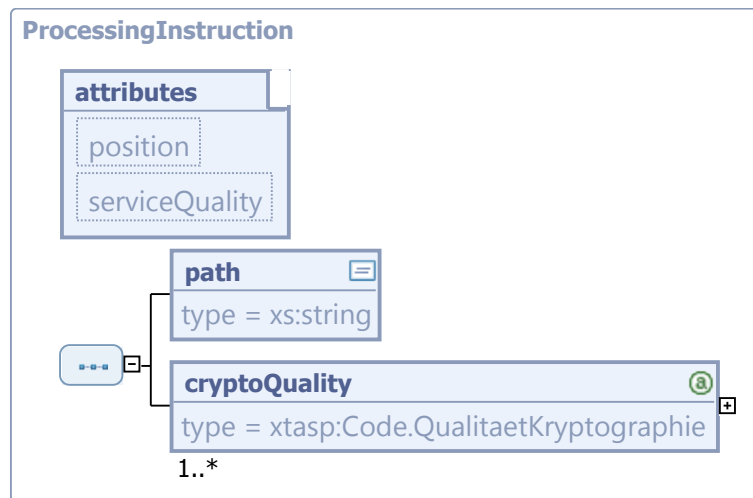 ProcessingInstruction
attributes
position
serviceQuality
path
type = xs:string
cryptoQuality
type = xtasp:Code.QualitaetKryptographie
1..*